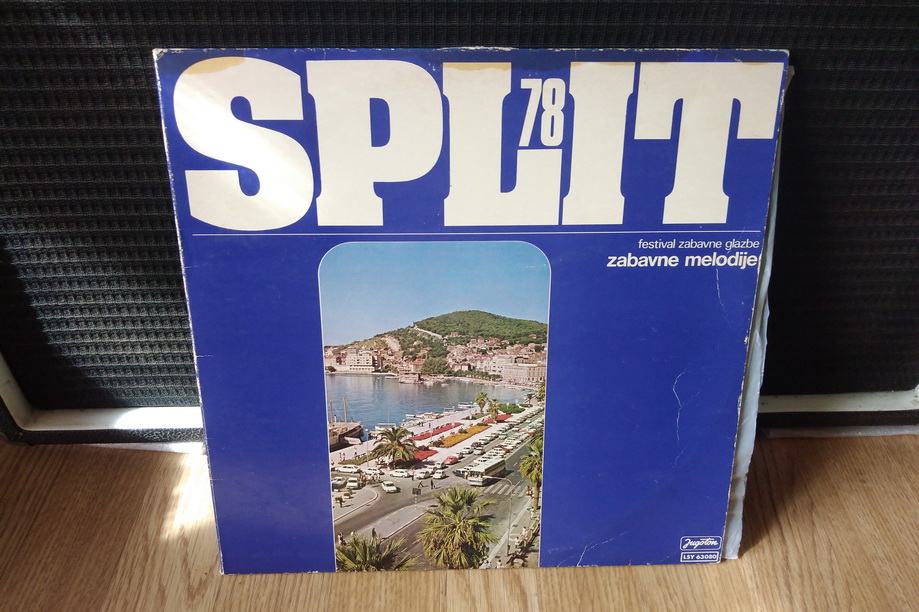 SPLIT
78
festival zabavne glazbe
zabavne melodije
Jugoton
LSY 63080